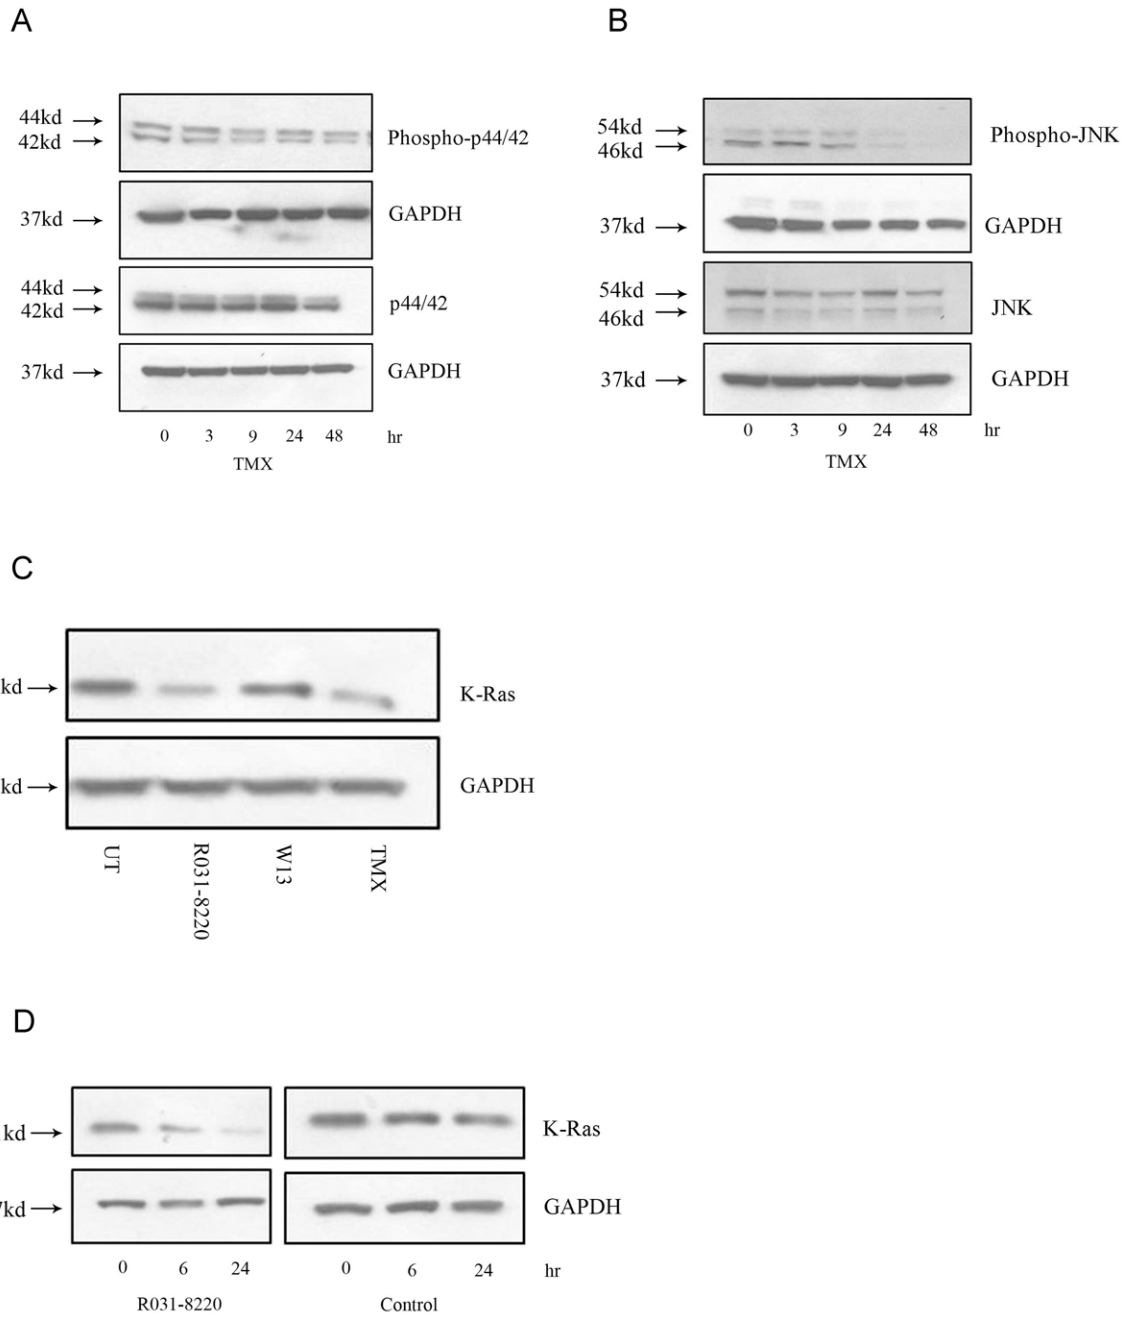 A
44kd
42kd
Phospho-p44/42
37kd
GAPDH
44kd
42kd
p44/42
37kd
GAPDH
0 3 9 24 48 hr
TMX
B
54kd
46kd
Phospho-JNK
37kd
GAPDH
54kd
46kd
JNK
37kd
GAPDH
0 3 9 24 48 hr
TMX
C
kd
K-Ras
kd
GAPDH
UT
R031-8220
W13
TMX
D
kd
K-Ras
kd
GAPDH
0 6 24 0 6 24 hr
R031-8220 Control